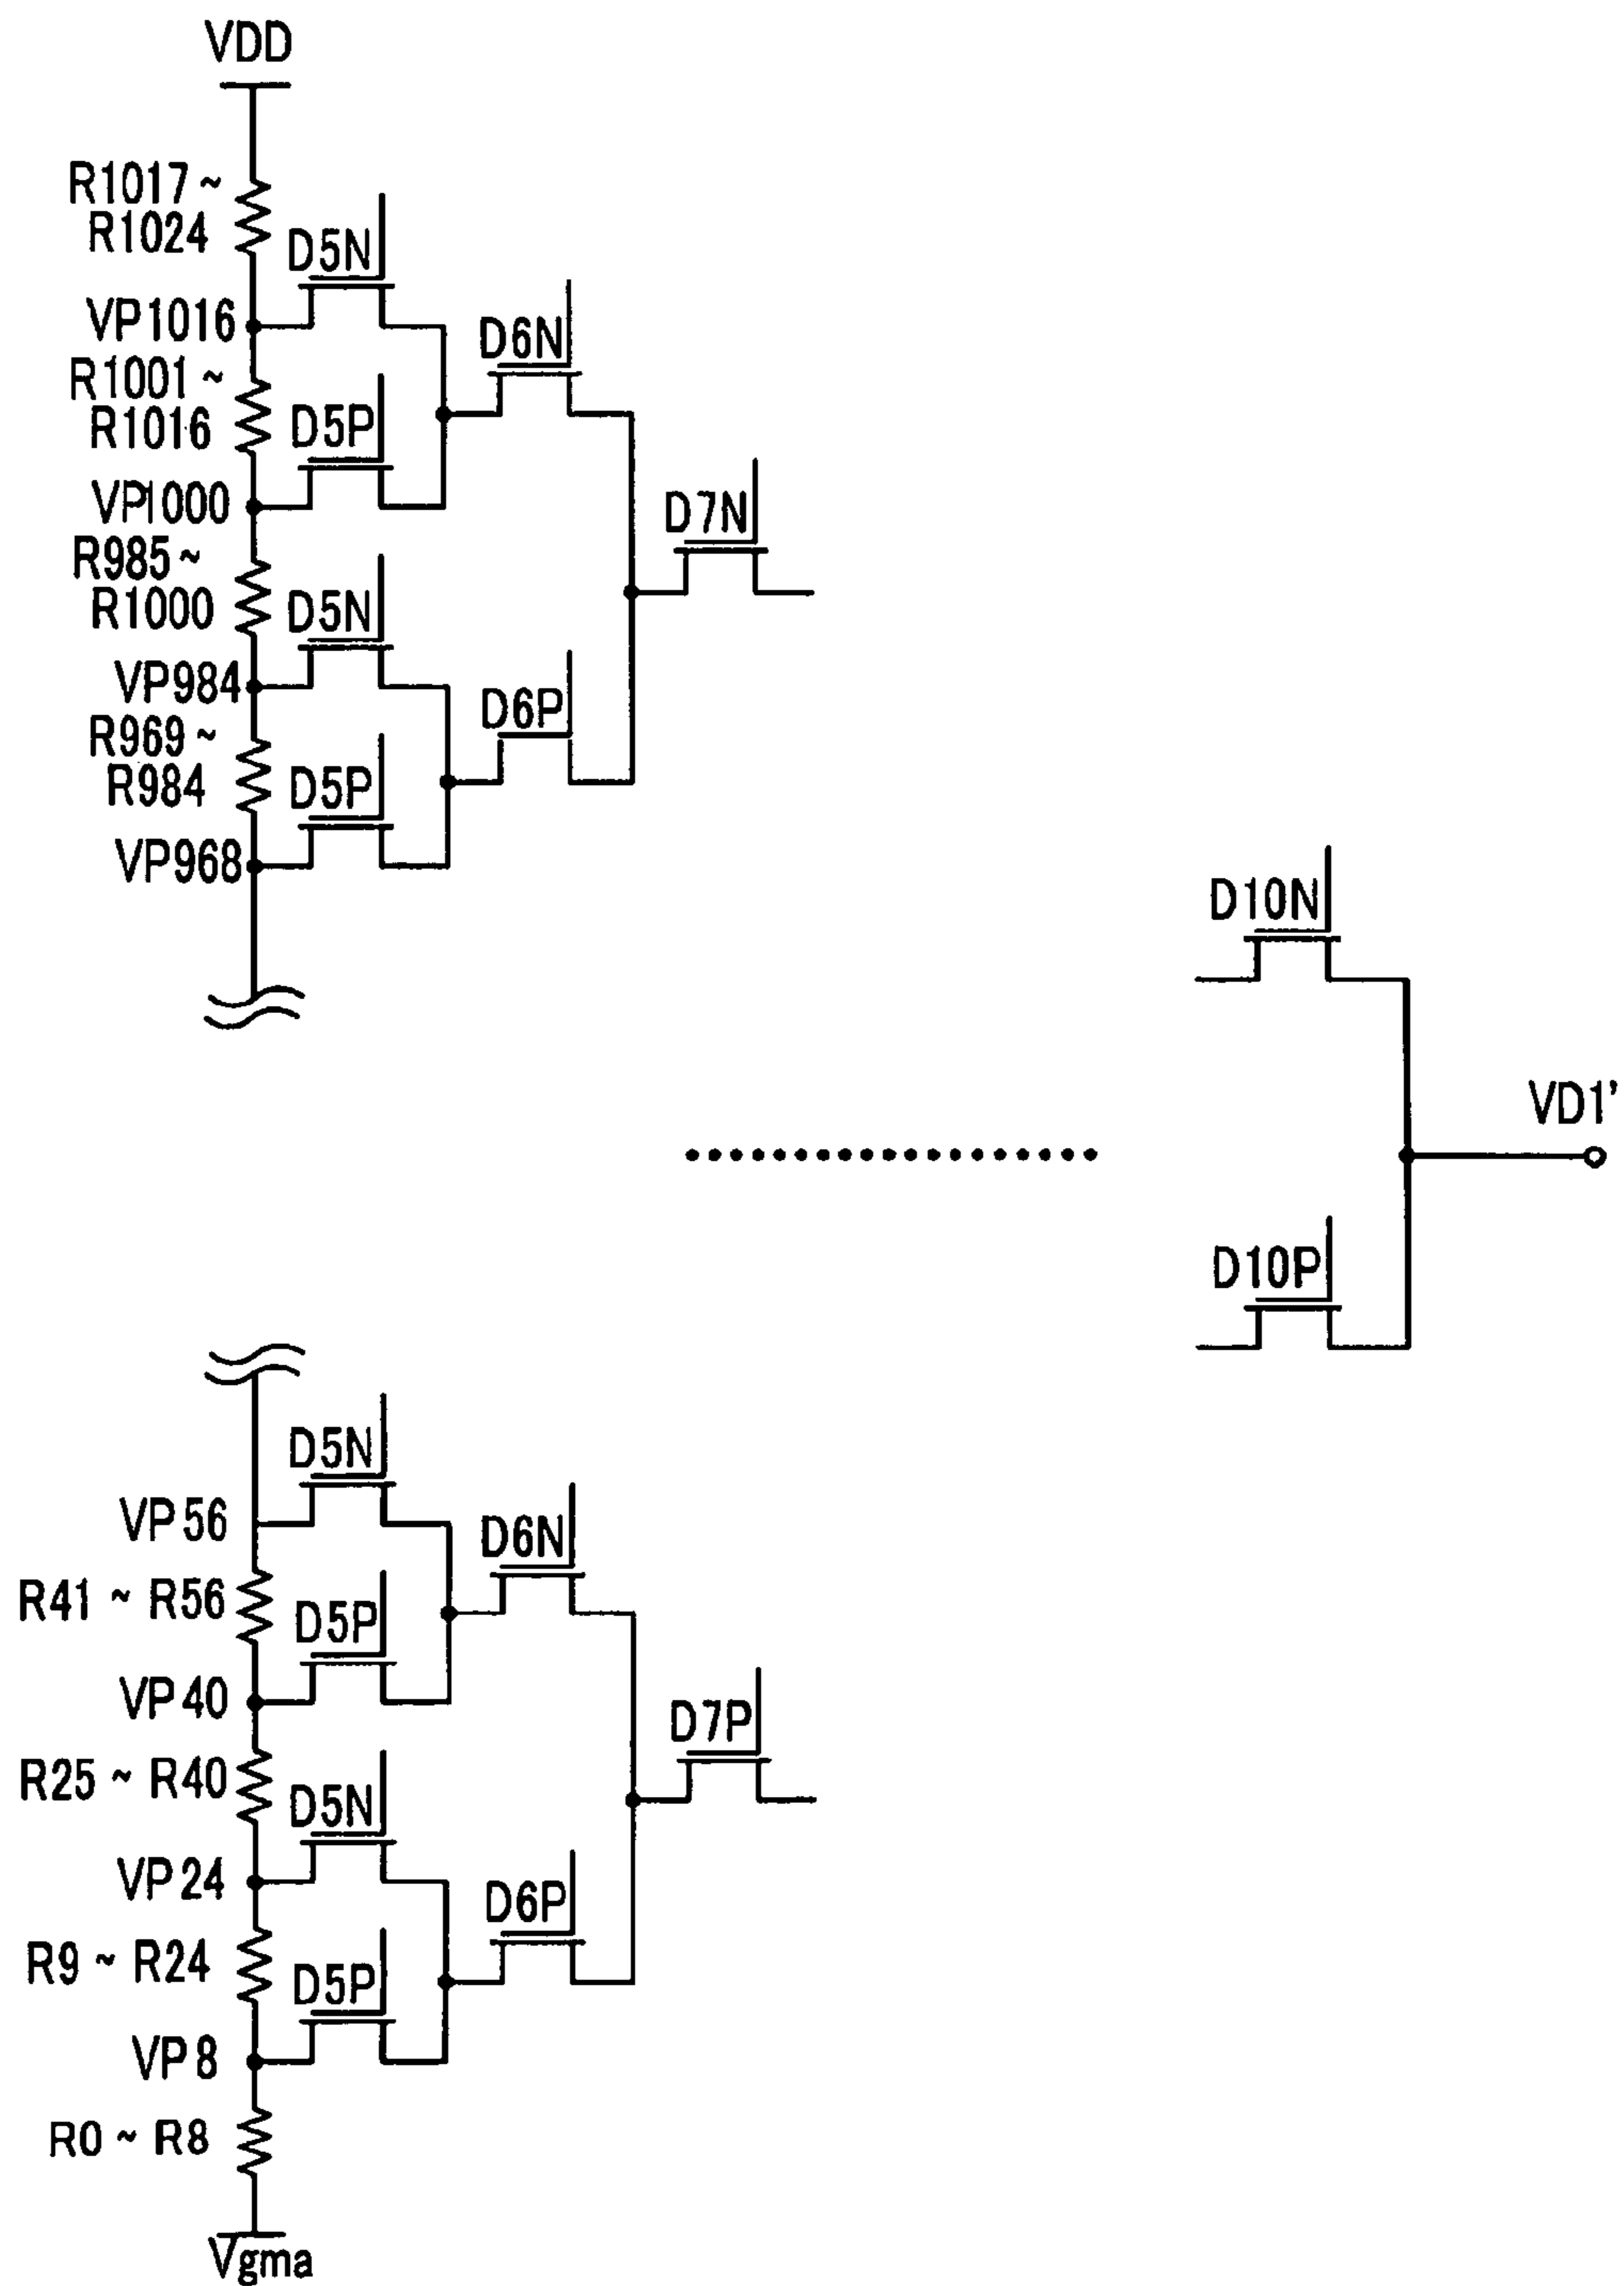 VDD
R1017~
R1024
D5N
VP1016
D6N
R1001~
R1016
D5P
VP1000
D7N
R985~
R1000
D5N
VP984
D6P
R969~
R984
D5P
VP968
D10N
VD1'
D10P
D5N
VP56
D6N
R41~R56
D5P
VP40
D7P
R25~R40
D5N
VP24
D6P
R9~R24
D5P
VP8
R0~R8
Vgma